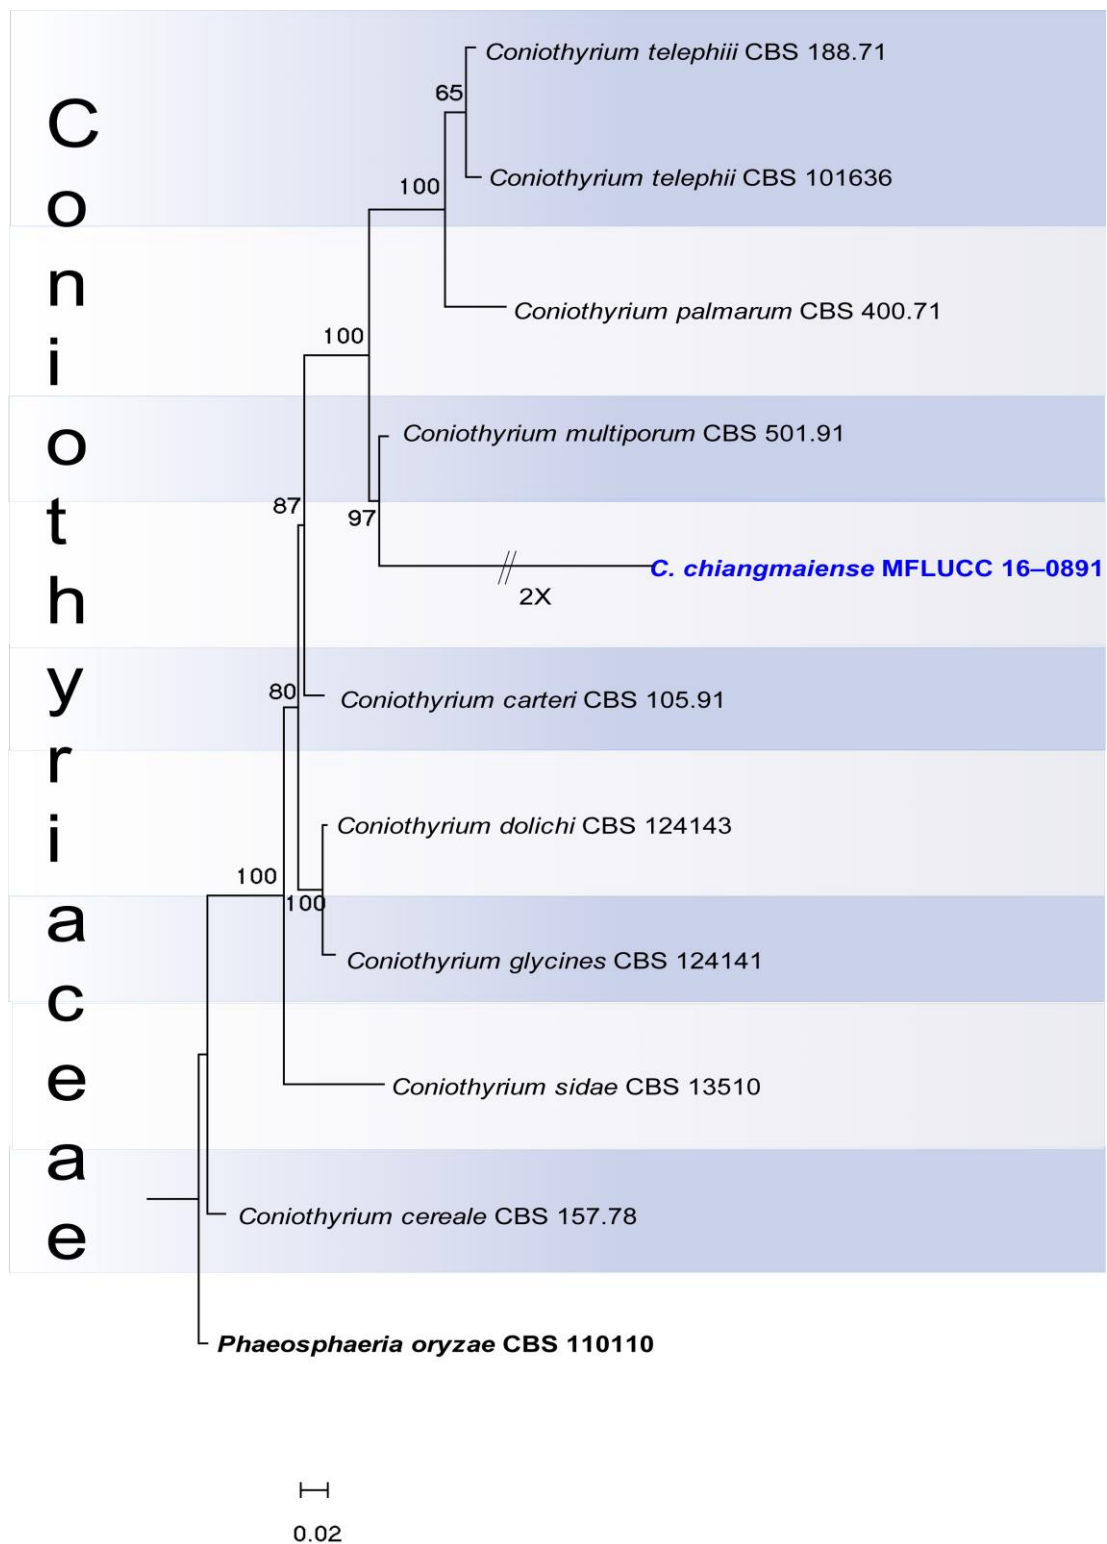 Coniothyriaceae
Coniothyrium telephiii CBS 188.71
65
Coniothyrium telephii CBS 101636
100
Coniothyrium palmarum CBS 400.71
100
Coniothyrium multiporum CBS 501.91
87
97
C. chiangmaiense MFLUCC 16–0891
2X
80
Coniothyrium carteri CBS 105.91
Coniothyrium dolichi CBS 124143
100
100
Coniothyrium glycines CBS 124141
Coniothyrium sidae CBS 13510
Coniothyrium cereale CBS 157.78
Phaeosphaeria oryzae CBS 110110
0.02